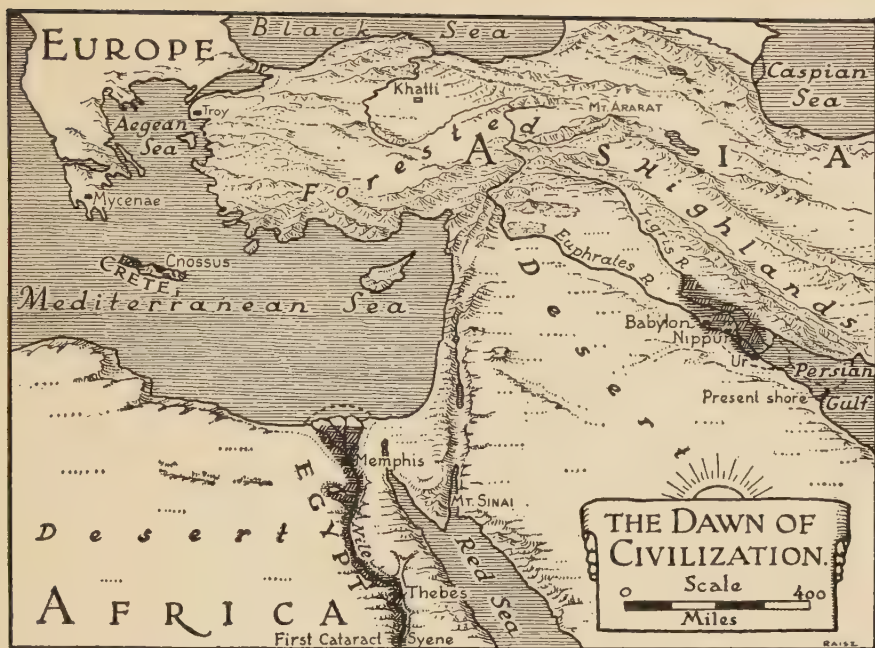 EUROPE
Black Sea
Caspian
Sea
Khatti
MT. ARARAT
Troy
Aegean
Sea
ASIA
Forested
Highlands
Mycenae
Tigris R.
Euphrates R.
Cnossus
CRETE
Mediterranean Sea
Desert
Babylon
Nippur
Ur
Persian
Gulf
Present shore
Memphis
EGYPT
Nile
MT. SINAI
Desert
Red Sea
THE DAWN OF
CIVILIZATION.
Scale
0 400
Miles
Thebes
AFRICA
First Cataract
Syene
RAISZ